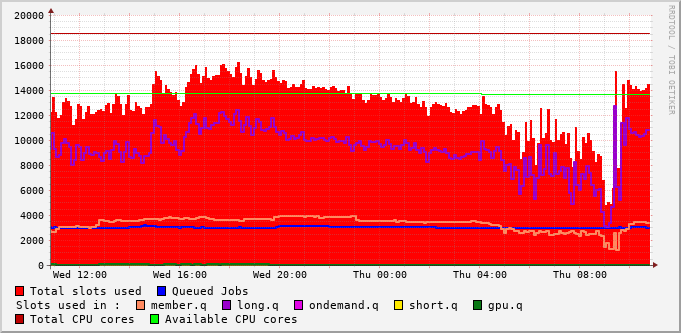 RRDTOOL / TOBI OETIKER
20000
18000
16000
14000
12000
10000
8000
6000
4000
2000
0
Wed 12:00 Wed 16:00 Wed 20:00 Thu 00:00 Thu 04:00 Thu 08:00
Total slots used Queued Jobs
Slots used in : member.q long.q ondemand.q short.q gpu.q
Total CPU cores Available CPU cores